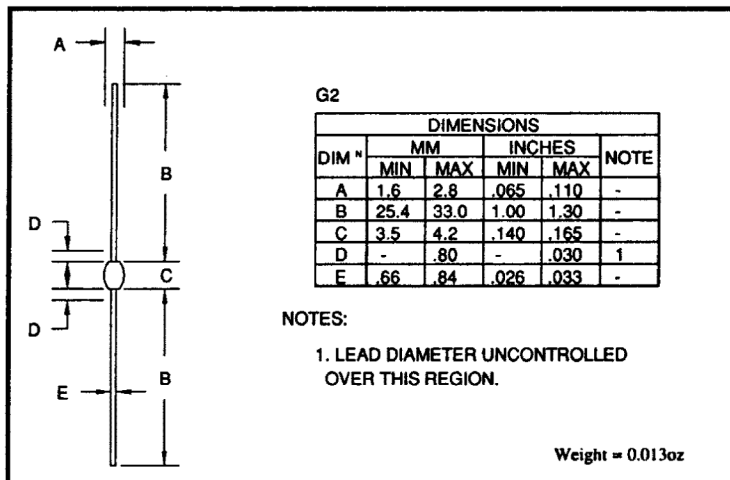 A
B
D
C
D
E
B
G2
DIMENSIONS
DIM ᴺ MM INCHES NOTE
MIN MAX MIN MAX
A 1.6 2.8 .065 .110 -
B 25.4 33.0 1.00 1.30 -
C 3.5 4.2 .140 .165 -
D - .80 - .030 1
E .66 .84 .026 .033 -
NOTES:
1. LEAD DIAMETER UNCONTROLLED
OVER THIS REGION.
Weight = 0.013oz